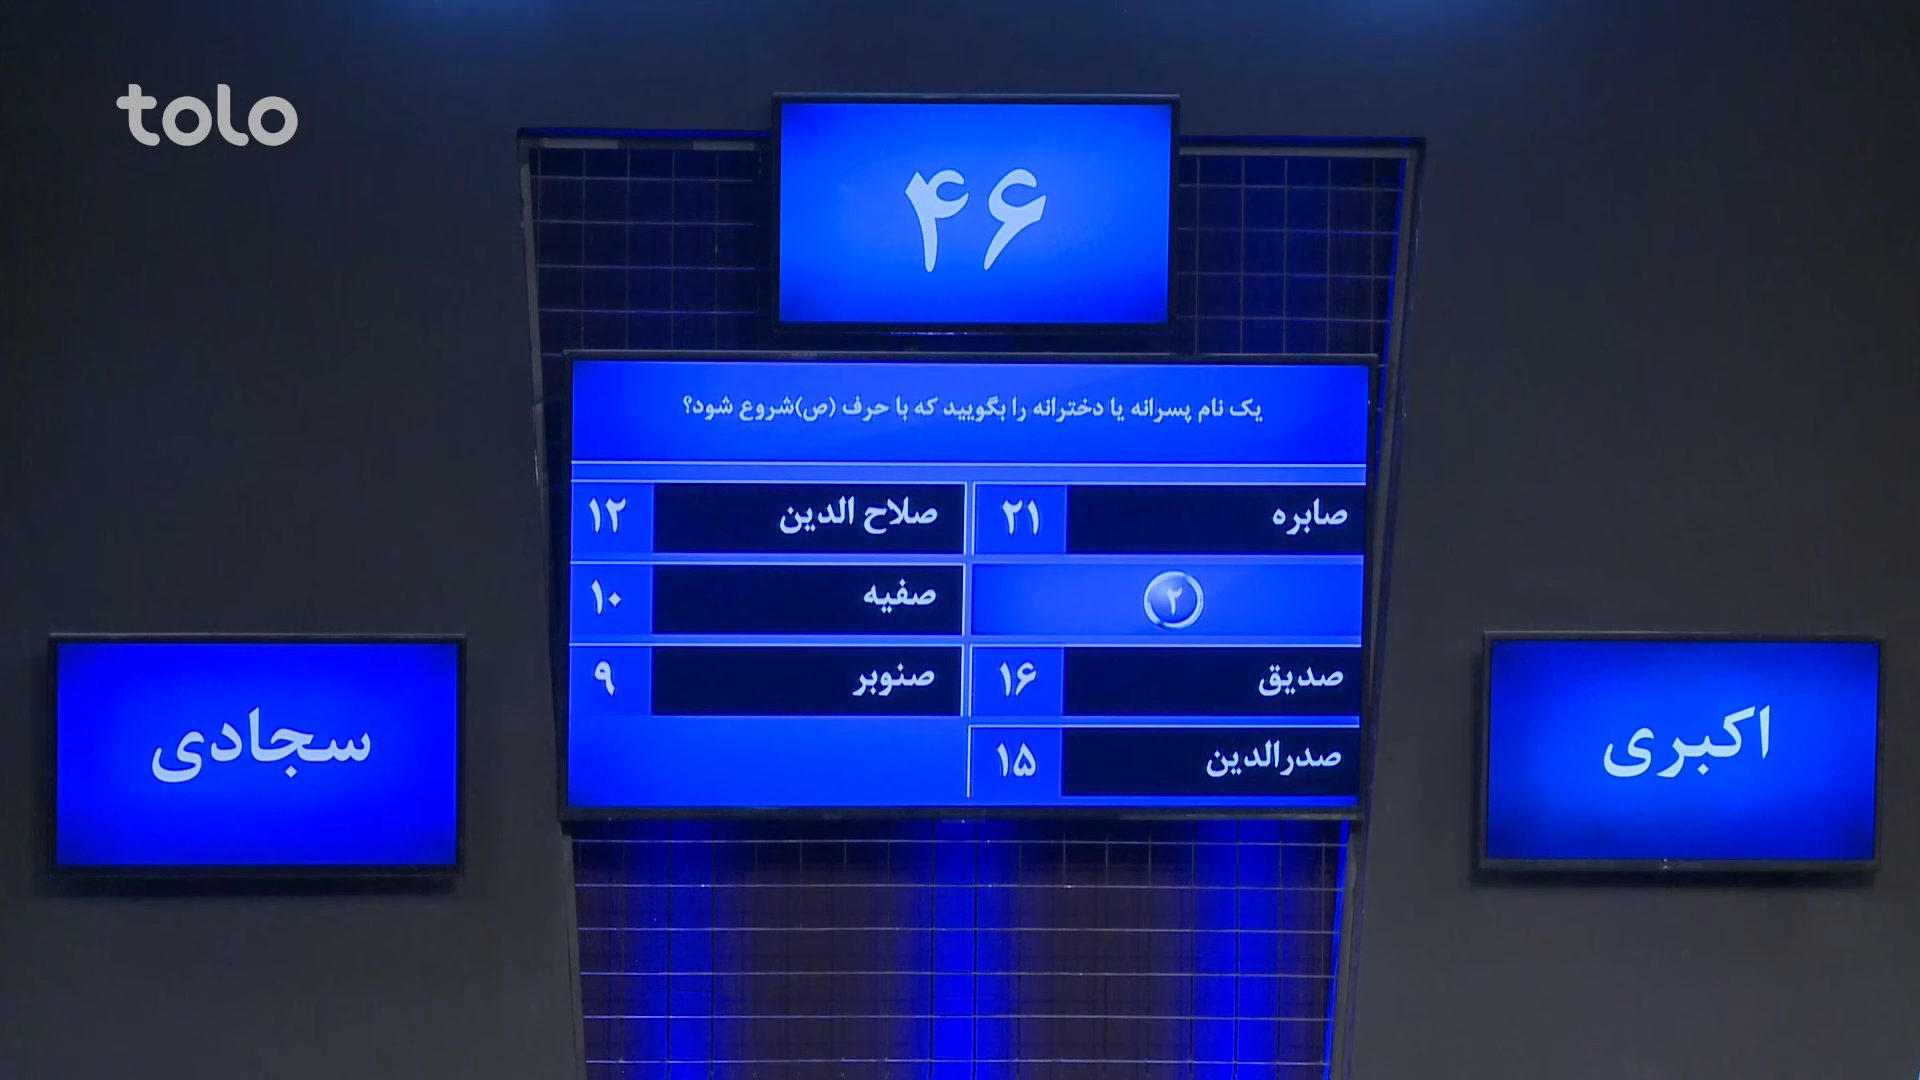 tolo
۴۶
یک نام پسرانه یا دخترانه را بگویید که با حرف (ص)شروع شود؟
صابره ۲۱
۲
صدیق ۱۶
صدرالدین ۱۵
صلاح الدین ۱۲
صفیه ۱۰
صنوبر ۹
اکبری
سجادی